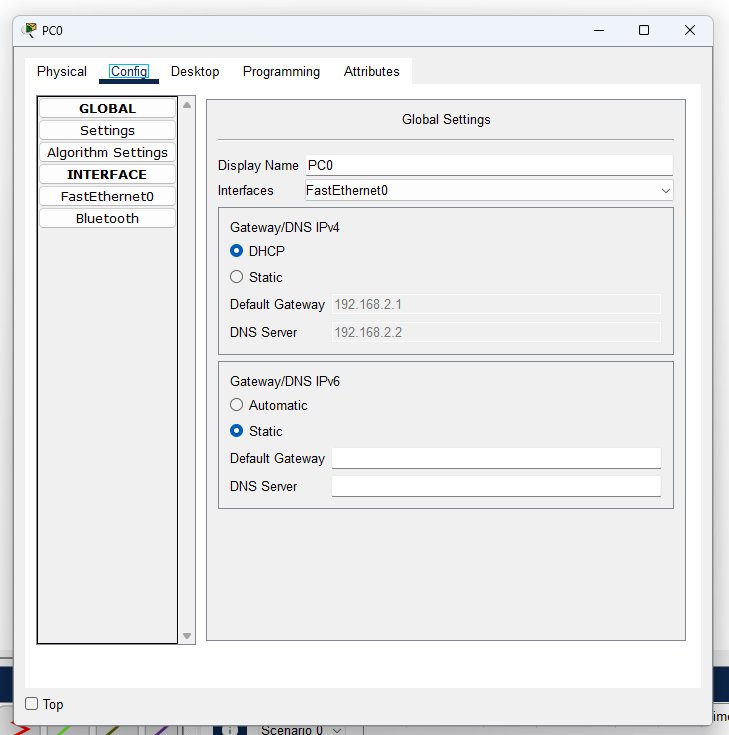 PC0
Physical Config Desktop Programming Attributes
GLOBAL
Settings
Algorithm Settings
INTERFACE
FastEthernet0
Bluetooth
Global Settings
Display Name PC0
Interfaces FastEthernet0
Gateway/DNS IPv4
DHCP
Static
Default Gateway 192.168.2.1
DNS Server 192.168.2.2
Gateway/DNS IPv6
Automatic
Static
Default Gateway
DNS Server
Top
Scenario 0